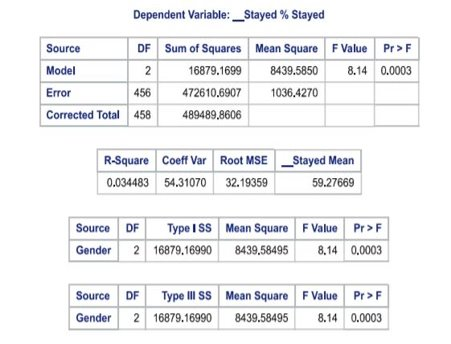 Dependent Variable: __Stayed % Stayed
Source DF Sum of Squares Mean Square F Value Pr > F
Model 2 16879.1699 8439.5850 8.14 0.0003
Error 456 472610.6907 1036.4270
Corrected Total 458 489489.8606
R-Square Coeff Var Root MSE __Stayed Mean
0.034483 54.31070 32.19359 59.27669
Source DF Type I SS Mean Square F Value Pr > F
Gender 2 16879.16990 8439.58495 8.14 0.0003
Source DF Type III SS Mean Square F Value Pr > F
Gender 2 16879.16990 8439.58495 8.14 0.0003